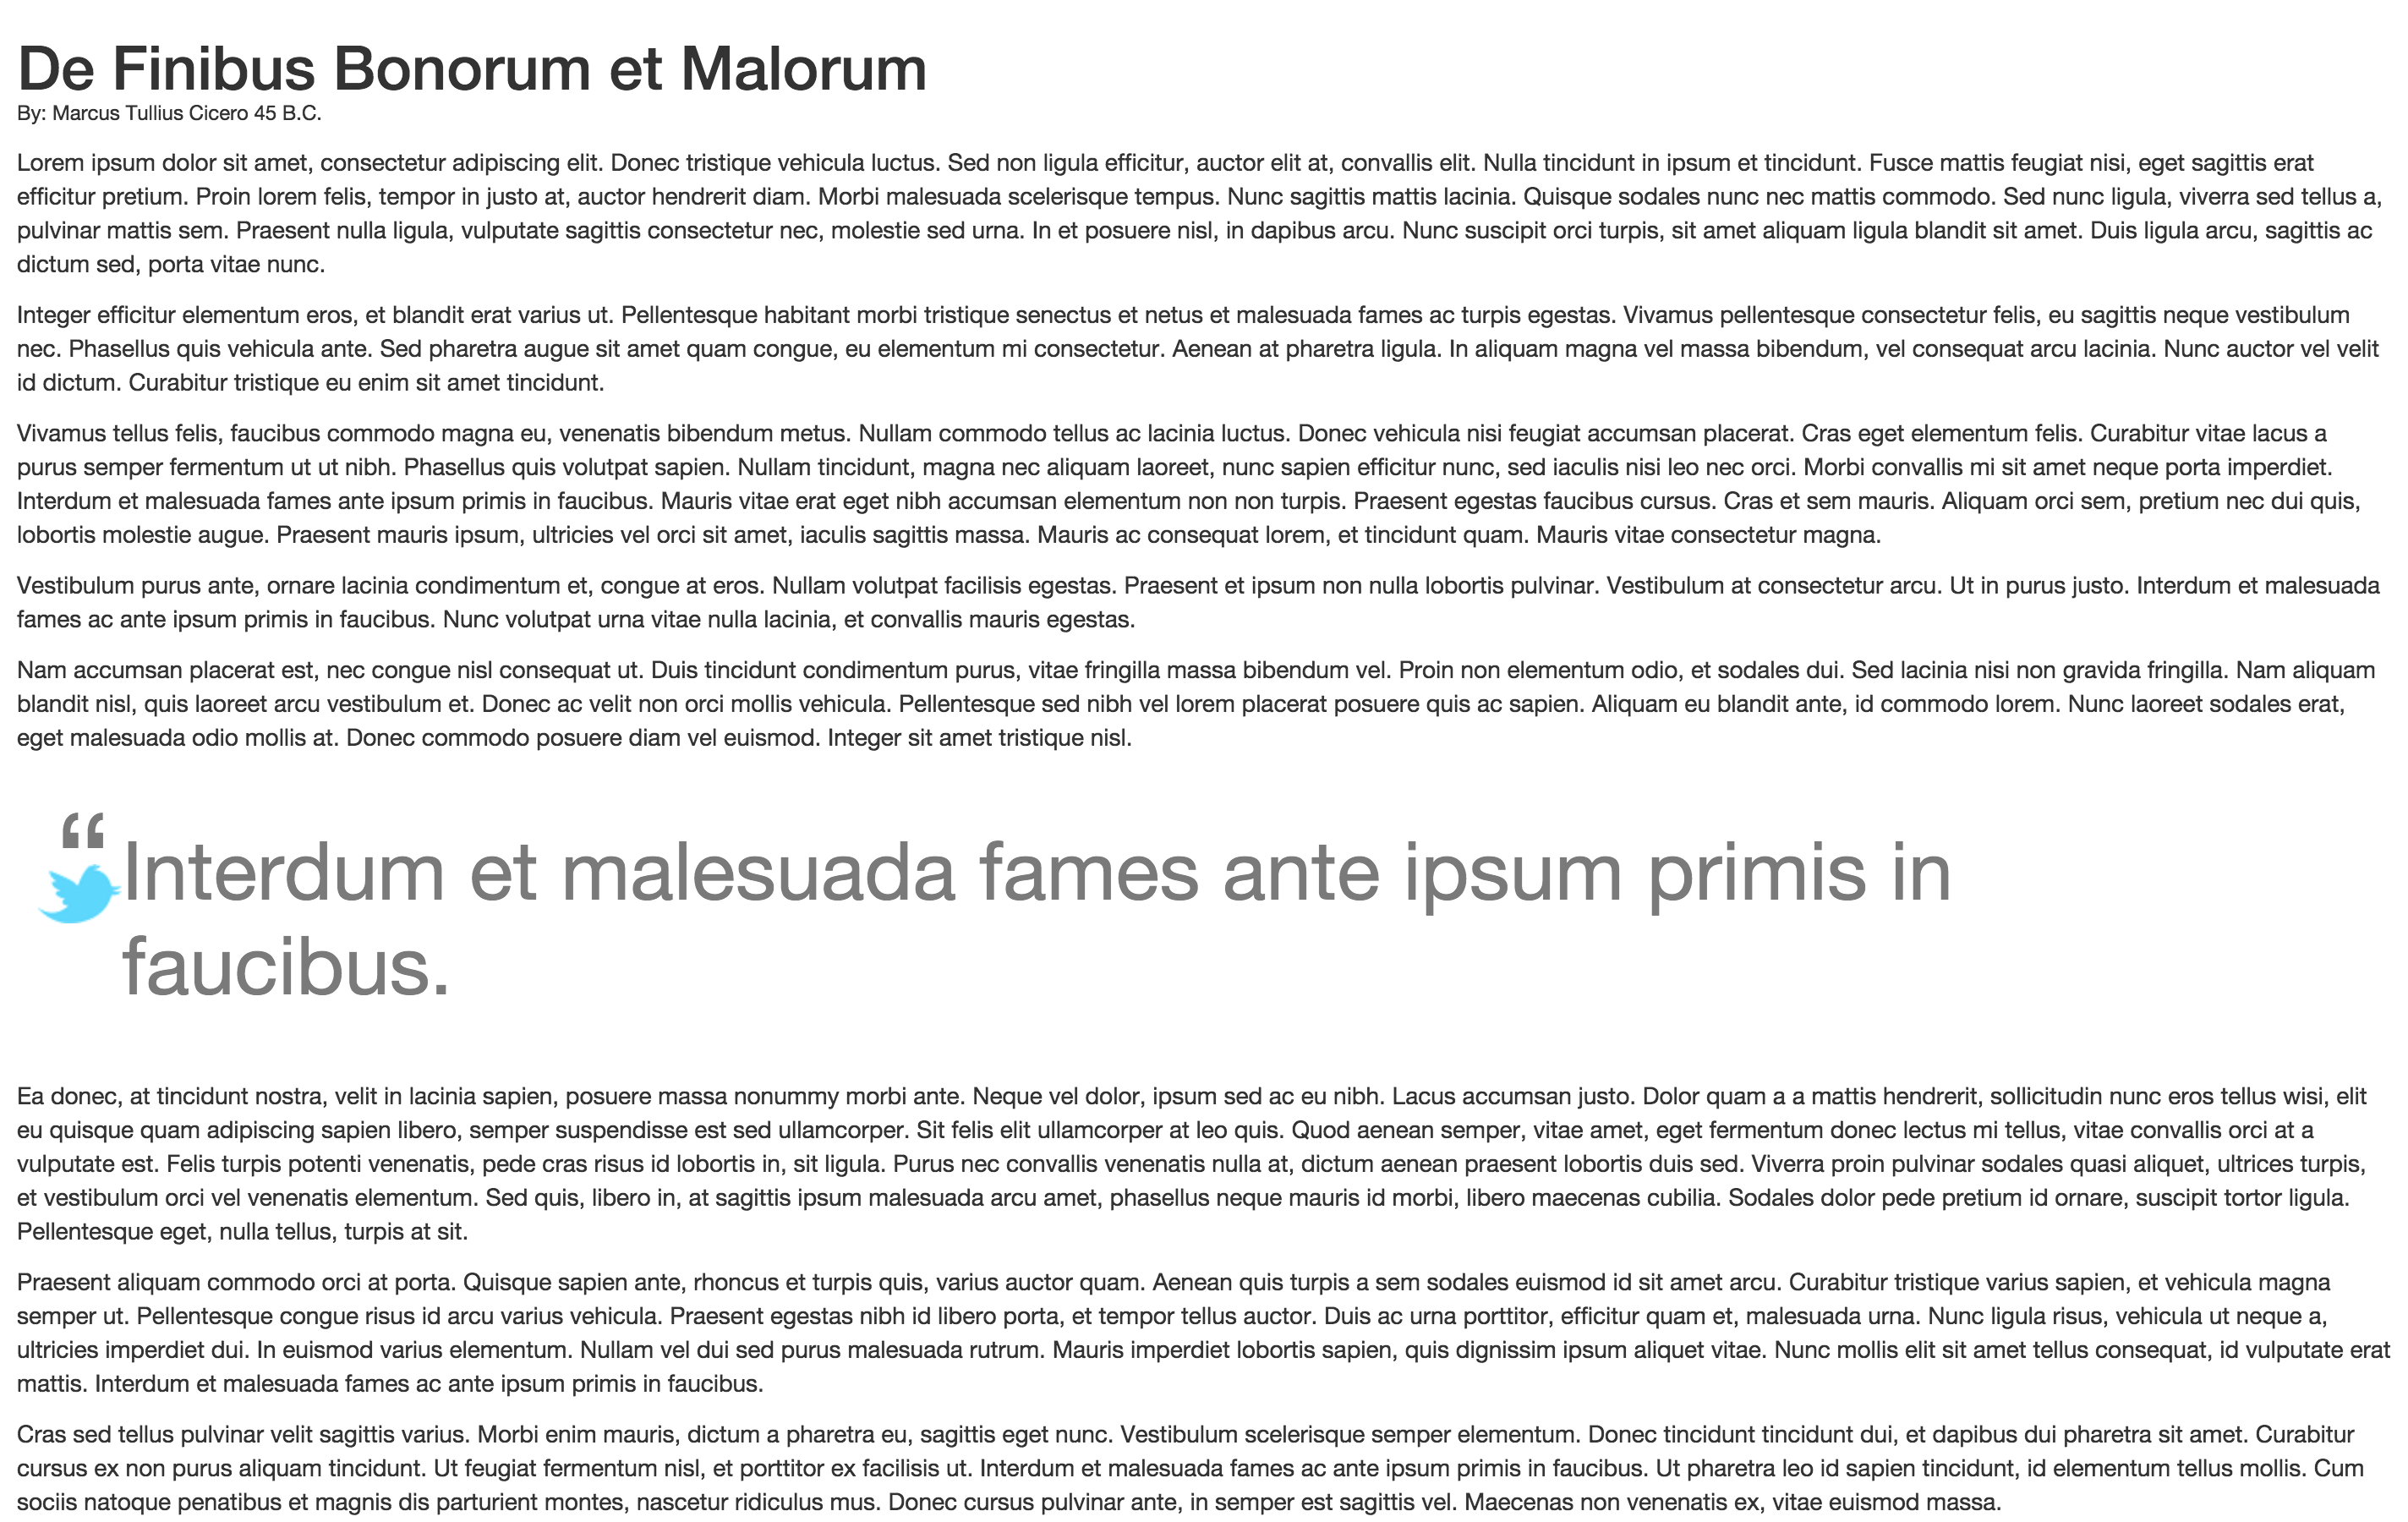 De Finibus Bonorum et Malorum
By: Marcus Tullius Cicero 45 B.C.
Lorem ipsum dolor sit amet, consectetur adipiscing elit. Donec tristique vehicula luctus. Sed non ligula efficitur, auctor elit at, convallis elit. Nulla tincidunt in ipsum et tincidunt. Fusce mattis feugiat nisi, eget sagittis erat
efficitur pretium. Proin lorem felis, tempor in justo at, auctor hendrerit diam. Morbi malesuada scelerisque tempus. Nunc sagittis mattis lacinia. Quisque sodales nunc nec mattis commodo. Sed nunc ligula, viverra sed tellus a,
pulvinar mattis sem. Praesent nulla ligula, vulputate sagittis consectetur nec, molestie sed urna. In et posuere nisl, in dapibus arcu. Nunc suscipit orci turpis, sit amet aliquam ligula blandit sit amet. Duis ligula arcu, sagittis ac
dictum sed, porta vitae nunc.
Integer efficitur elementum eros, et blandit erat varius ut. Pellentesque habitant morbi tristique senectus et netus et malesuada fames ac turpis egestas. Vivamus pellentesque consectetur felis, eu sagittis neque vestibulum
nec. Phasellus quis vehicula ante. Sed pharetra augue sit amet quam congue, eu elementum mi consectetur. Aenean at pharetra ligula. In aliquam magna vel massa bibendum, vel consequat arcu lacinia. Nunc auctor vel velit
id dictum. Curabitur tristique eu enim sit amet tincidunt.
Vivamus tellus felis, faucibus commodo magna eu, venenatis bibendum metus. Nullam commodo tellus ac lacinia luctus. Donec vehicula nisi feugiat accumsan placerat. Cras eget elementum felis. Curabitur vitae lacus a
purus semper fermentum ut ut nibh. Phasellus quis volutpat sapien. Nullam tincidunt, magna nec aliquam laoreet, nunc sapien efficitur nunc, sed iaculis nisi leo nec orci. Morbi convallis mi sit amet neque porta imperdiet.
Interdum et malesuada fames ante ipsum primis in faucibus. Mauris vitae erat eget nibh accumsan elementum non non turpis. Praesent egestas faucibus cursus. Cras et sem mauris. Aliquam orci sem, pretium nec dui quis,
lobortis molestie augue. Praesent mauris ipsum, ultricies vel orci sit amet, iaculis sagittis massa. Mauris ac consequat lorem, et tincidunt quam. Mauris vitae consectetur magna.
Vestibulum purus ante, ornare lacinia condimentum et, congue at eros. Nullam volutpat facilisis egestas. Praesent et ipsum non nulla lobortis pulvinar. Vestibulum at consectetur arcu. Ut in purus justo. Interdum et malesuada
fames ac ante ipsum primis in faucibus. Nunc volutpat urna vitae nulla lacinia, et convallis mauris egestas.
Nam accumsan placerat est, nec congue nisl consequat ut. Duis tincidunt condimentum purus, vitae fringilla massa bibendum vel. Proin non elementum odio, et sodales dui. Sed lacinia nisi non gravida fringilla. Nam aliquam
blandit nisl, quis laoreet arcu vestibulum et. Donec ac velit non orci mollis vehicula. Pellentesque sed nibh vel lorem placerat posuere quis ac sapien. Aliquam eu blandit ante, id commodo lorem. Nunc laoreet sodales erat,
eget malesuada odio mollis at. Donec commodo posuere diam vel euismod. Integer sit amet tristique nisl.
“Interdum et malesuada fames ante ipsum primis in
faucibus.
Ea donec, at tincidunt nostra, velit in lacinia sapien, posuere massa nonummy morbi ante. Neque vel dolor, ipsum sed ac eu nibh. Lacus accumsan justo. Dolor quam a a mattis hendrerit, sollicitudin nunc eros tellus wisi, elit
eu quisque quam adipiscing sapien libero, semper suspendisse est sed ullamcorper. Sit felis elit ullamcorper at leo quis. Quod aenean semper, vitae amet, eget fermentum donec lectus mi tellus, vitae convallis orci at a
vulputate est. Felis turpis potenti venenatis, pede cras risus id lobortis in, sit ligula. Purus nec convallis venenatis nulla at, dictum aenean praesent lobortis duis sed. Viverra proin pulvinar sodales quasi aliquet, ultrices turpis,
et vestibulum orci vel venenatis elementum. Sed quis, libero in, at sagittis ipsum malesuada arcu amet, phasellus neque mauris id morbi, libero maecenas cubilia. Sodales dolor pede pretium id ornare, suscipit tortor ligula.
Pellentesque eget, nulla tellus, turpis at sit.
Praesent aliquam commodo orci at porta. Quisque sapien ante, rhoncus et turpis quis, varius auctor quam. Aenean quis turpis a sem sodales euismod id sit amet arcu. Curabitur tristique varius sapien, et vehicula magna
semper ut. Pellentesque congue risus id arcu varius vehicula. Praesent egestas nibh id libero porta, et tempor tellus auctor. Duis ac urna porttitor, efficitur quam et, malesuada urna. Nunc ligula risus, vehicula ut neque a,
ultricies imperdiet dui. In euismod varius elementum. Nullam vel dui sed purus malesuada rutrum. Mauris imperdiet lobortis sapien, quis dignissim ipsum aliquet vitae. Nunc mollis elit sit amet tellus consequat, id vulputate erat
mattis. Interdum et malesuada fames ac ante ipsum primis in faucibus.
Cras sed tellus pulvinar velit sagittis varius. Morbi enim mauris, dictum a pharetra eu, sagittis eget nunc. Vestibulum scelerisque semper elementum. Donec tincidunt tincidunt dui, et dapibus dui pharetra sit amet. Curabitur
cursus ex non purus aliquam tincidunt. Ut feugiat fermentum nisl, et porttitor ex facilisis ut. Interdum et malesuada fames ac ante ipsum primis in faucibus. Ut pharetra leo id sapien tincidunt, id elementum tellus mollis. Cum
sociis natoque penatibus et magnis dis parturient montes, nascetur ridiculus mus. Donec cursus pulvinar ante, in semper est sagittis vel. Maecenas non venenatis ex, vitae euismod massa.